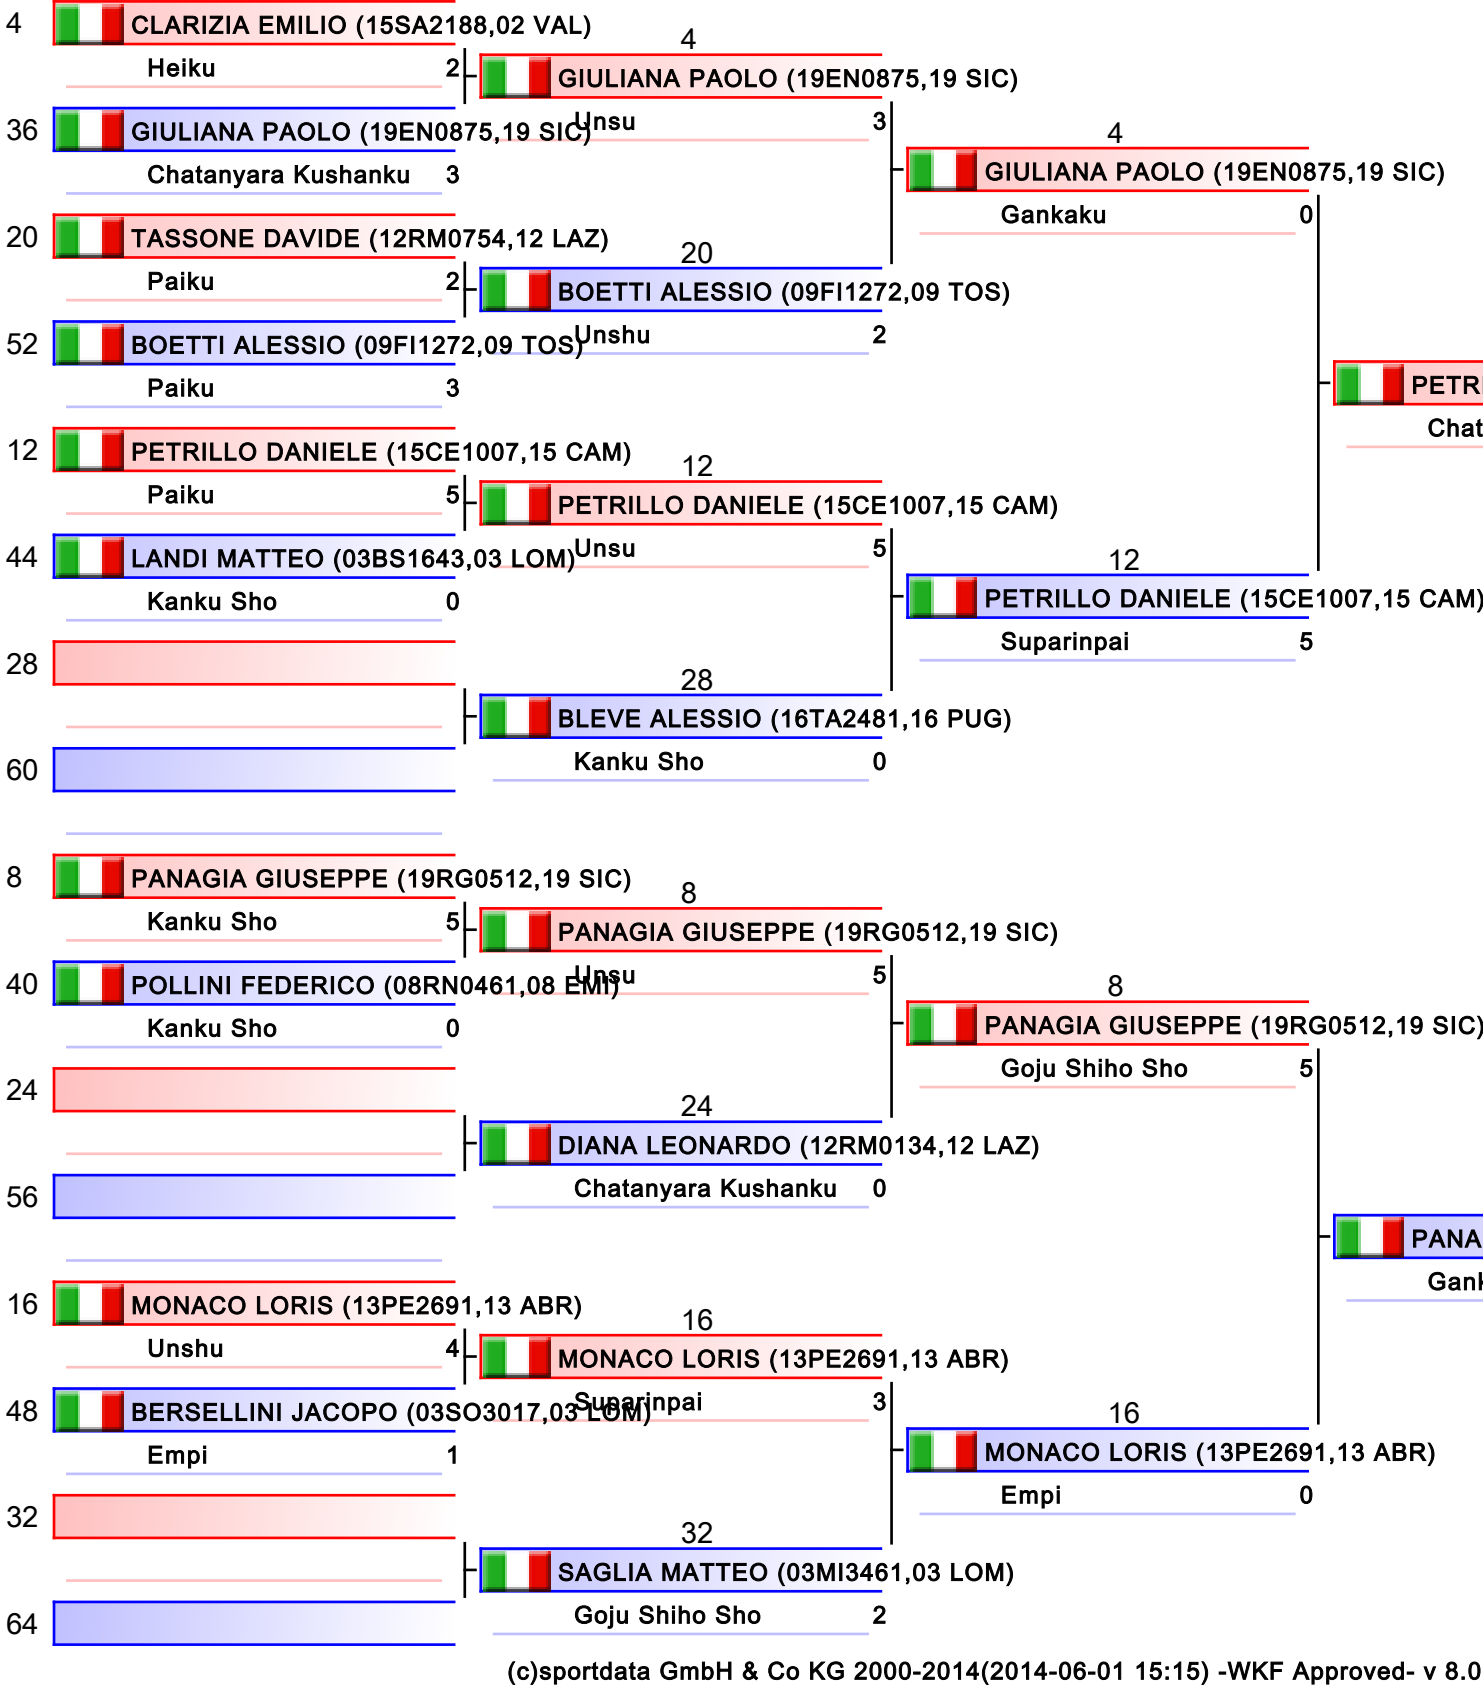 4
CLARIZIA EMILIO (15SA2188,02 VAL)
Heiku 2
36
GIULIANA PAOLO (19EN0875,19 SIC)
Chatanyara Kushanku 3
20
TASSONE DAVIDE (12RM0754,12 LAZ)
Paiku 2
52
BOETTI ALESSIO (09FI1272,09 TOS)
Paiku 3
12
PETRILLO DANIELE (15CE1007,15 CAM)
Paiku 5
44
LANDI MATTEO (03BS1643,03 LOM)
Kanku Sho 0
28
60
8
PANAGIA GIUSEPPE (19RG0512,19 SIC)
Kanku Sho 5
40
POLLINI FEDERICO (08RN0461,08 EMI)
Kanku Sho 0
24
56
16
MONACO LORIS (13PE2691,13 ABR)
Unshu 4
48
BERSELLINI JACOPO (03SO3017,03 LOM)
Empi 1
32
64
4
GIULIANA PAOLO (19EN0875,19 SIC)
Unsu 3
20
BOETTI ALESSIO (09FI1272,09 TOS)
Unshu 2
12
PETRILLO DANIELE (15CE1007,15 CAM)
Unsu 5
28
BLEVE ALESSIO (16TA2481,16 PUG)
Kanku Sho 0
8
PANAGIA GIUSEPPE (19RG0512,19 SIC)
Unsu 5
24
DIANA LEONARDO (12RM0134,12 LAZ)
Chatanyara Kushanku 0
16
MONACO LORIS (13PE2691,13 ABR)
Suparinpai 3
32
SAGLIA MATTEO (03MI3461,03 LOM)
Goju Shiho Sho 2
4
GIULIANA PAOLO (19EN0875,19 SIC)
Gankaku 0
12
PETRILLO DANIELE (15CE1007,15 CAM)
Suparinpai 5
8
PANAGIA GIUSEPPE (19RG0512,19 SIC)
Goju Shiho Sho 5
16
MONACO LORIS (13PE2691,13 ABR)
Empi 0
PETR
Chat
PANA
Gank
(c)sportdata GmbH & Co KG 2000-2014(2014-06-01 15:15) -WKF Approved- v 8.0